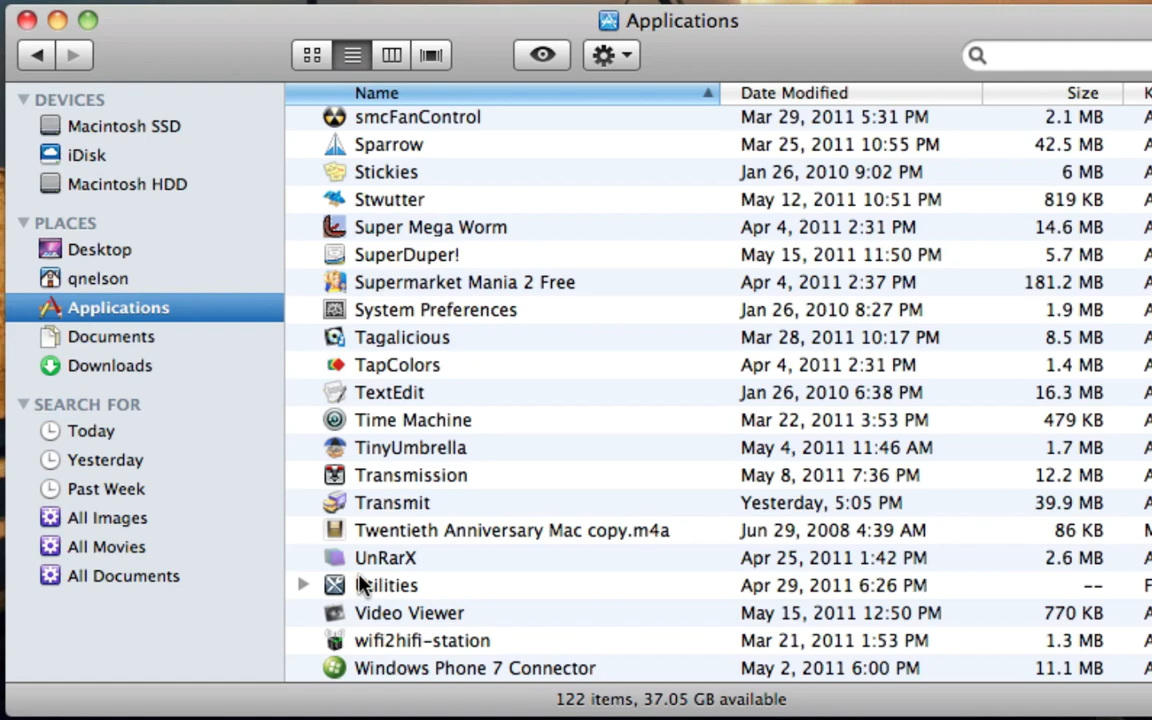 Applications
DEVICES
Macintosh SSD
iDisk
Macintosh HDD
PLACES
Desktop
qnelson
Applications
Documents
Downloads
SEARCH FOR
Today
Yesterday
Past Week
All Images
All Movies
All Documents
Name Date Modified Size K
smcFanControl Mar 29, 2011 5:31 PM 2.1 MB A
Sparrow Mar 25, 2011 10:55 PM 42.5 MB A
Stickies Jan 26, 2010 9:02 PM 6 MB A
Stwutter May 12, 2011 10:51 PM 819 KB A
Super Mega Worm Apr 4, 2011 2:31 PM 14.6 MB A
SuperDuper! May 15, 2011 11:50 PM 5.7 MB A
Supermarket Mania 2 Free Apr 4, 2011 2:37 PM 181.2 MB A
System Preferences Jan 26, 2010 8:27 PM 1.9 MB A
Tagalicious Mar 28, 2011 10:17 PM 8.5 MB A
TapColors Apr 4, 2011 2:31 PM 1.4 MB A
TextEdit Jan 26, 2010 6:38 PM 16.3 MB A
Time Machine Mar 22, 2011 3:53 PM 479 KB A
TinyUmbrella May 4, 2011 11:46 AM 1.7 MB A
Transmission May 8, 2011 7:36 PM 12.2 MB A
Transmit Yesterday, 5:05 PM 39.9 MB A
Twentieth Anniversary Mac copy.m4a Jun 29, 2008 4:39 AM 86 KB M
UnRarX Apr 25, 2011 1:42 PM 2.6 MB A
Utilities Apr 29, 2011 6:26 PM -- F
Video Viewer May 15, 2011 12:50 PM 770 KB A
wifi2hifi-station Mar 21, 2011 1:53 PM 1.3 MB A
Windows Phone 7 Connector May 2, 2011 6:00 PM 11.1 MB A
122 items, 37.05 GB available